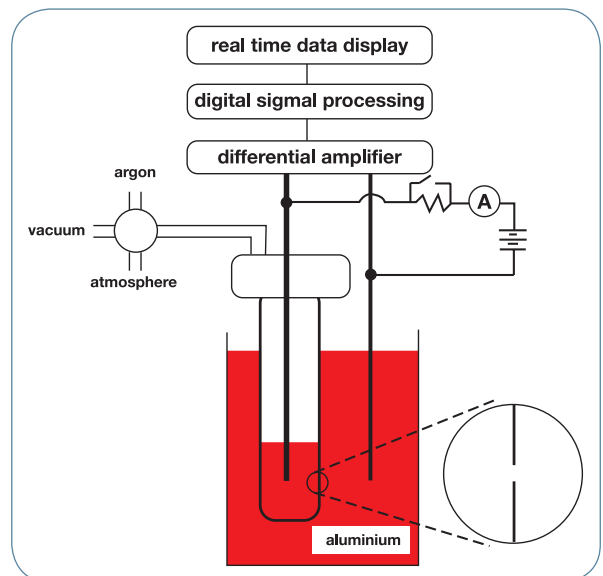 real time data display
digital sigmal processing
differential amplifier
argon
vacuum
atmosphere
A
aluminium